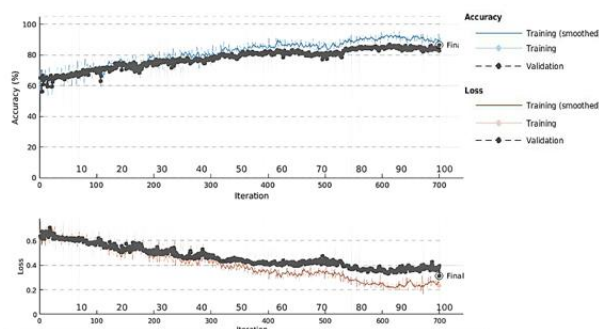 Accuracy
Training (smoothed
Training
Validation
Loss
Training (smoothed
Training
Validation
Accuracy (%)
100
80
60
40
20
0
Fin
10 20 30 40 50 60 70 80 90 100
0 100 200 300 400 500 600 700
Iteration
Loss
0.6
0.4
0.2
0
Final
10 20 30 40 50 60 70 80 90 100
0 100 200 300 400 500 600 700
Iteration